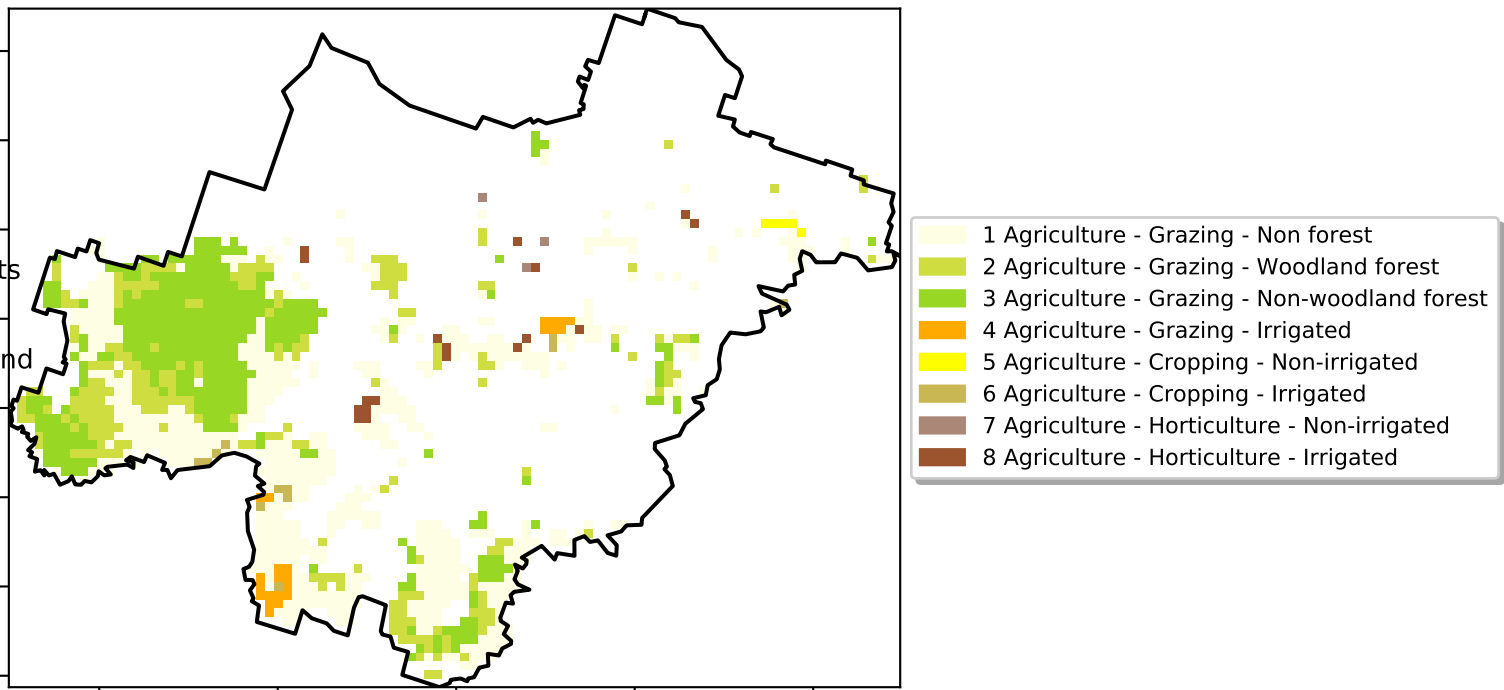 ts
nd
1 Agriculture - Grazing - Non forest
2 Agriculture - Grazing - Woodland forest
3 Agriculture - Grazing - Non-woodland forest
4 Agriculture - Grazing - Irrigated
5 Agriculture - Cropping - Non-irrigated
6 Agriculture - Cropping - Irrigated
7 Agriculture - Horticulture - Non-irrigated
8 Agriculture - Horticulture - Irrigated